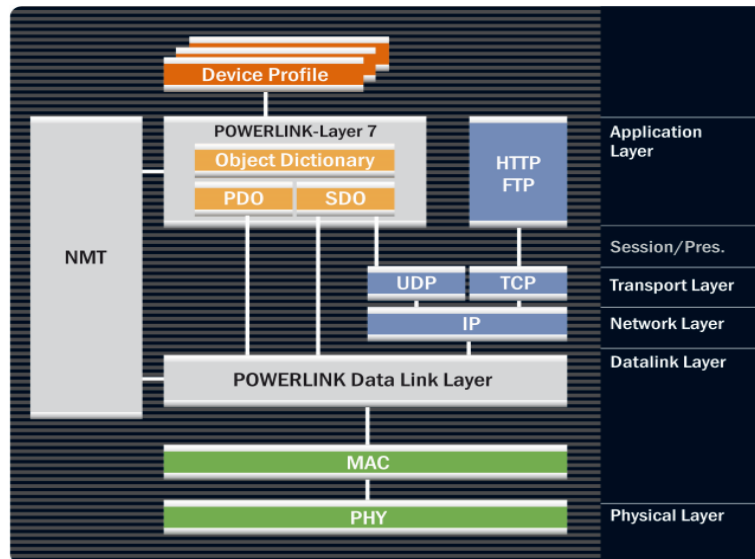 Device Profile
POWERLINK-Layer 7
Object Dictionary
PDO
SDO
HTTP
FTP
NMT
UDP
TCP
IP
POWERLINK Data Link Layer
MAC
PHY
Application
Layer
Session/Pres.
Transport Layer
Network Layer
Datalink Layer
Physical Layer